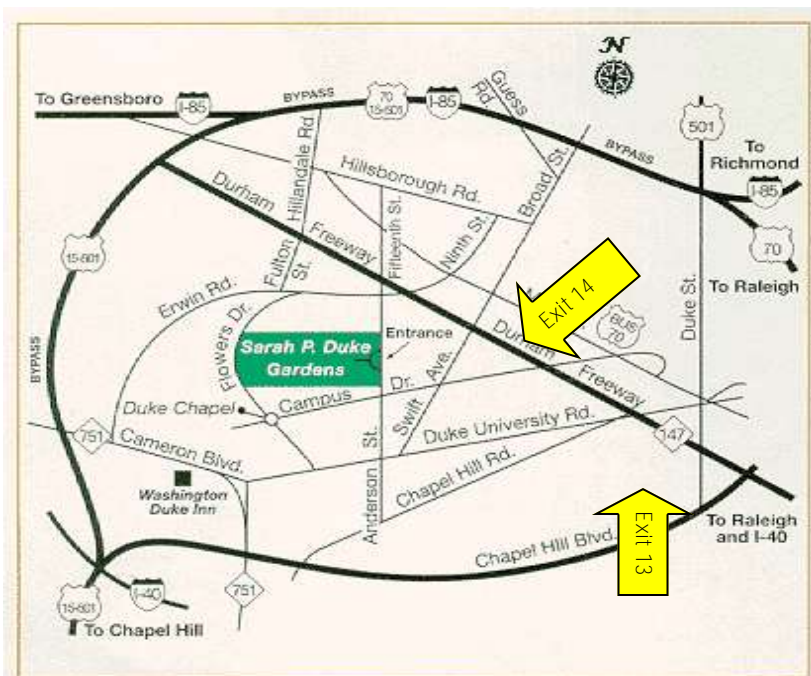 N
To Greensboro
I-85
BYPASS
70
15-501
I-85
Guess
Rd.
501
BYPASS
To
Richmond
I-85
70
To Raleigh
Hillandale Rd.
Hillsborough Rd.
Broad St.
Durham
Freeway
Fifteenth St.
Ninth St.
Fulton
St.
15-501
BYPASS
Erwin Rd.
Flowers Dr.
Exit 14
BUS
70
Duke St.
Sarah P. Duke
Gardens
Entrance
Durham
Freeway
Duke Chapel
Campus
Dr.
Swift
Ave.
751
Cameron Blvd.
Duke University Rd.
147
Washington
Duke Inn
Anderson
St.
Chapel Hill Rd.
Exit 13
To Raleigh
and I-40
Chapel Hill Blvd.
751
I-40
15-501
To Chapel Hill